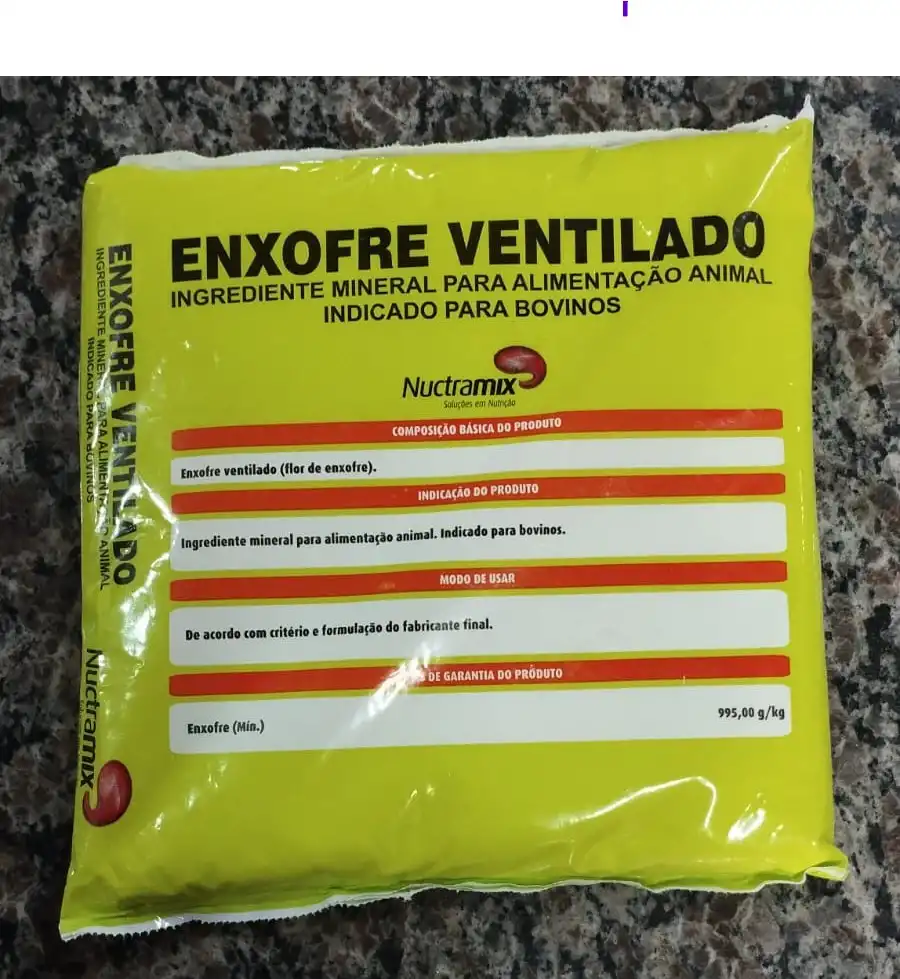 ENXOFRE VENTILADO
INGREDIENTE MINERAL PARA ALIMENTAÇÃO ANIMAL
INDICADO PARA BOVINOS
Nuctramix
Soluções em Nutrição
COMPOSIÇÃO BÁSICA DO PRODUTO
Enxofre ventilado (flor de enxofre).
INDICAÇÃO DO PRODUTO
Ingrediente mineral para alimentação animal. Indicado para bovinos.
MODO DE USAR
De acordo com critério e formulação do fabricante final.
DE GARANTIA DO PRODUTO
Enxofre (Mín.) 995,00 g/kg
ENXOFRE VENTILADO
INGREDIENTE MINERAL PARA ALIMENTAÇÃO ANIMAL
INDICADO PARA BOVINOS
Nuctramix